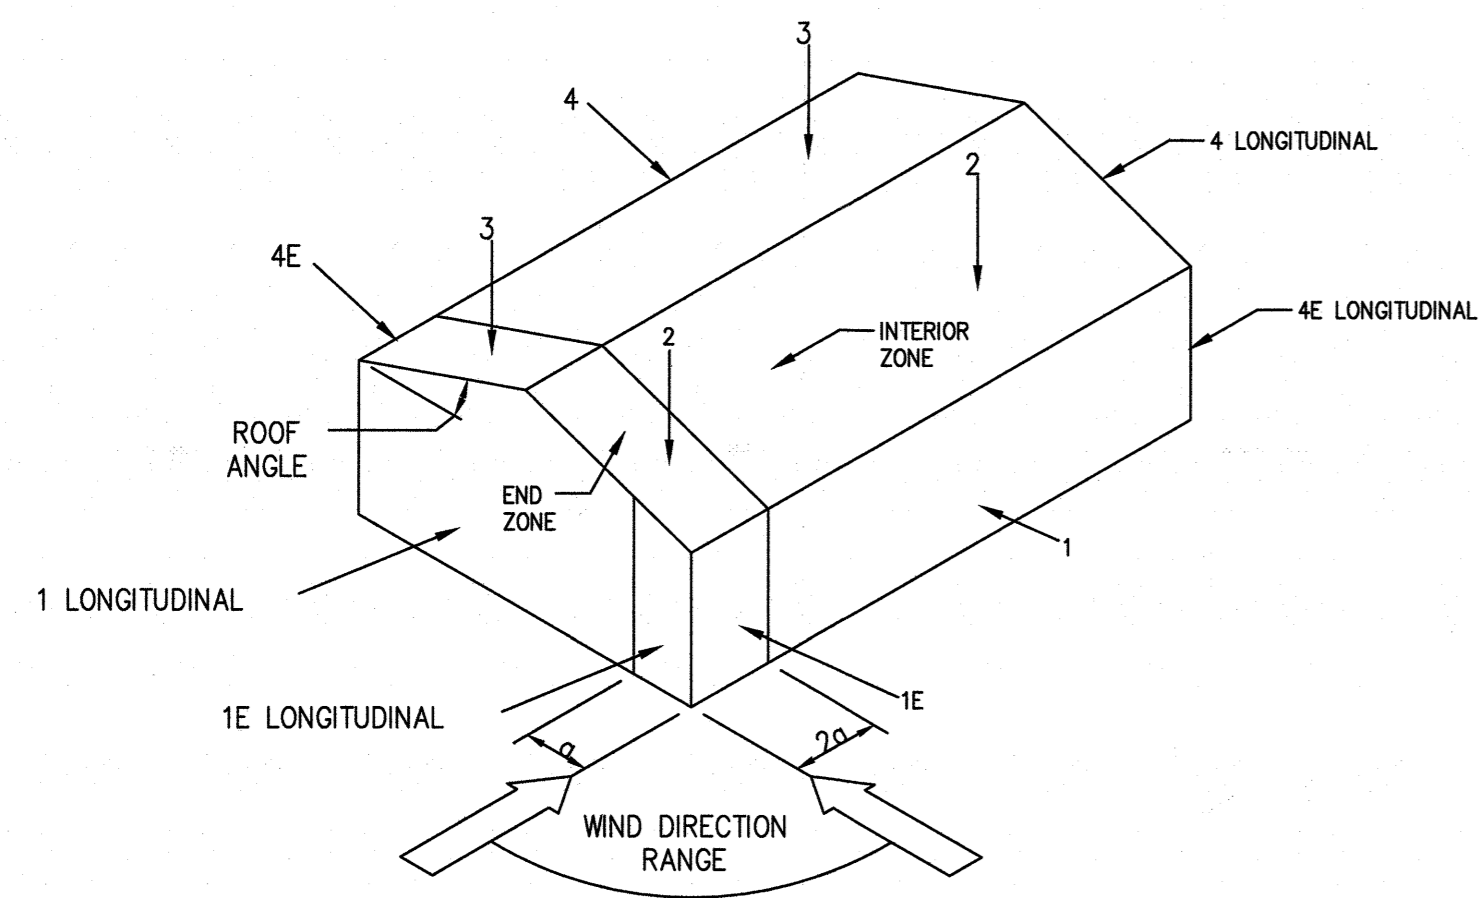 3
4
4 LONGITUDINAL
2
3
4E
4E LONGITUDINAL
INTERIOR
ZONE
2
ROOF
ANGLE
END
ZONE
1
1 LONGITUDINAL
1E
1E LONGITUDINAL
a
2a
WIND DIRECTION
RANGE